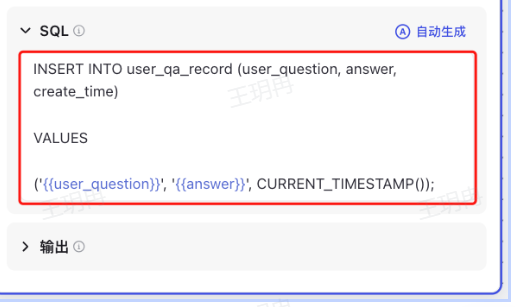 SQL
自动生成
INSERT INTO user_qa_record (user_question, answer,
create_time)
VALUES
('{{user_question}}', '{{answer}}', CURRENT_TIMESTAMP());
输出
王玥冉
王玥冉
王玥冉